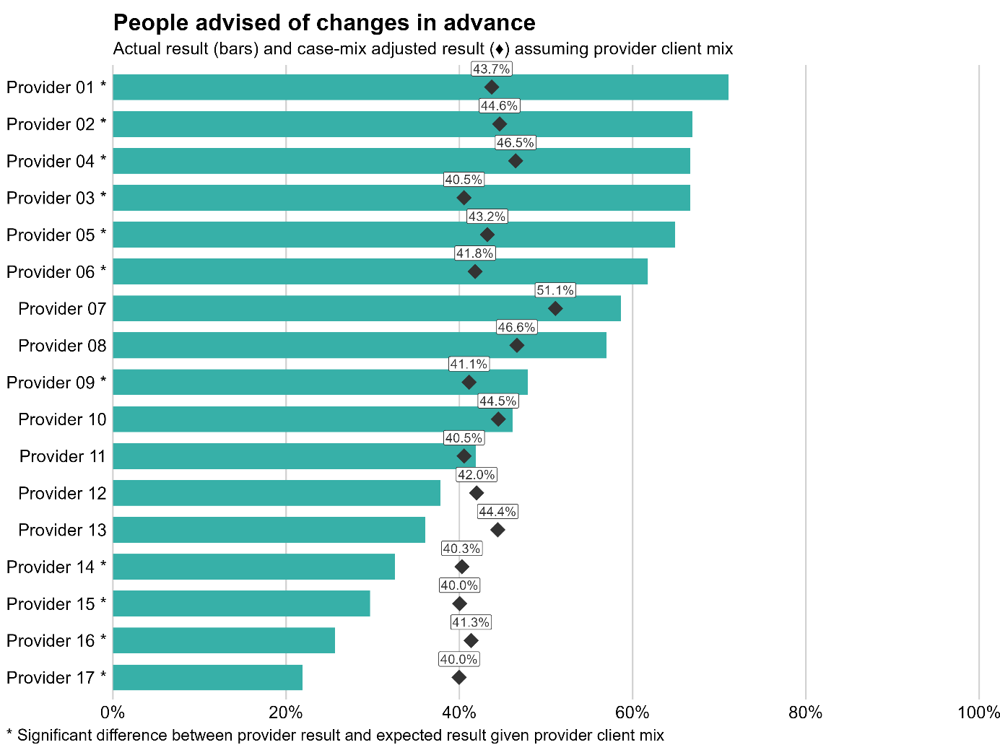 People advised of changes in advance
Actual result (bars) and case-mix adjusted result (♦) assuming provider client mix
Provider 01 *
43.7%
Provider 02 *
44.6%
Provider 04 *
46.5%
Provider 03 *
40.5%
Provider 05 *
43.2%
Provider 06 *
41.8%
Provider 07
51.1%
Provider 08
46.6%
Provider 09 *
41.1%
Provider 10
44.5%
Provider 11
40.5%
Provider 12
42.0%
Provider 13
44.4%
Provider 14 *
40.3%
Provider 15 *
40.0%
Provider 16 *
41.3%
Provider 17 *
40.0%
0% 20% 40% 60% 80% 100%
* Significant difference between provider result and expected result given provider client mix